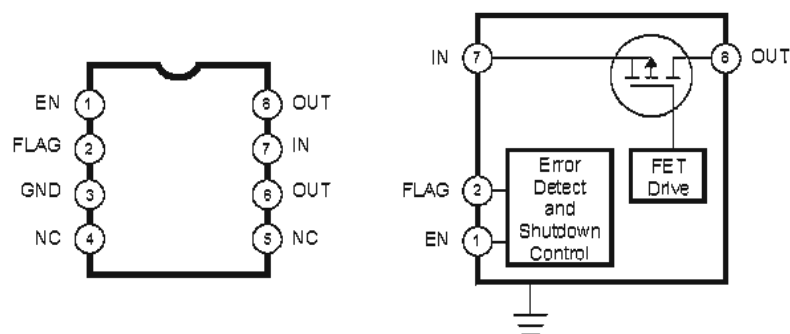 EN 1 8 OUT
FLAG 2 7 IN
GND 3 6 OUT
NC 4 5 NC
IN 7 8 OUT
FLAG 2
EN 1
Error
Detect
and
Shutdown
Control
FET
Drive